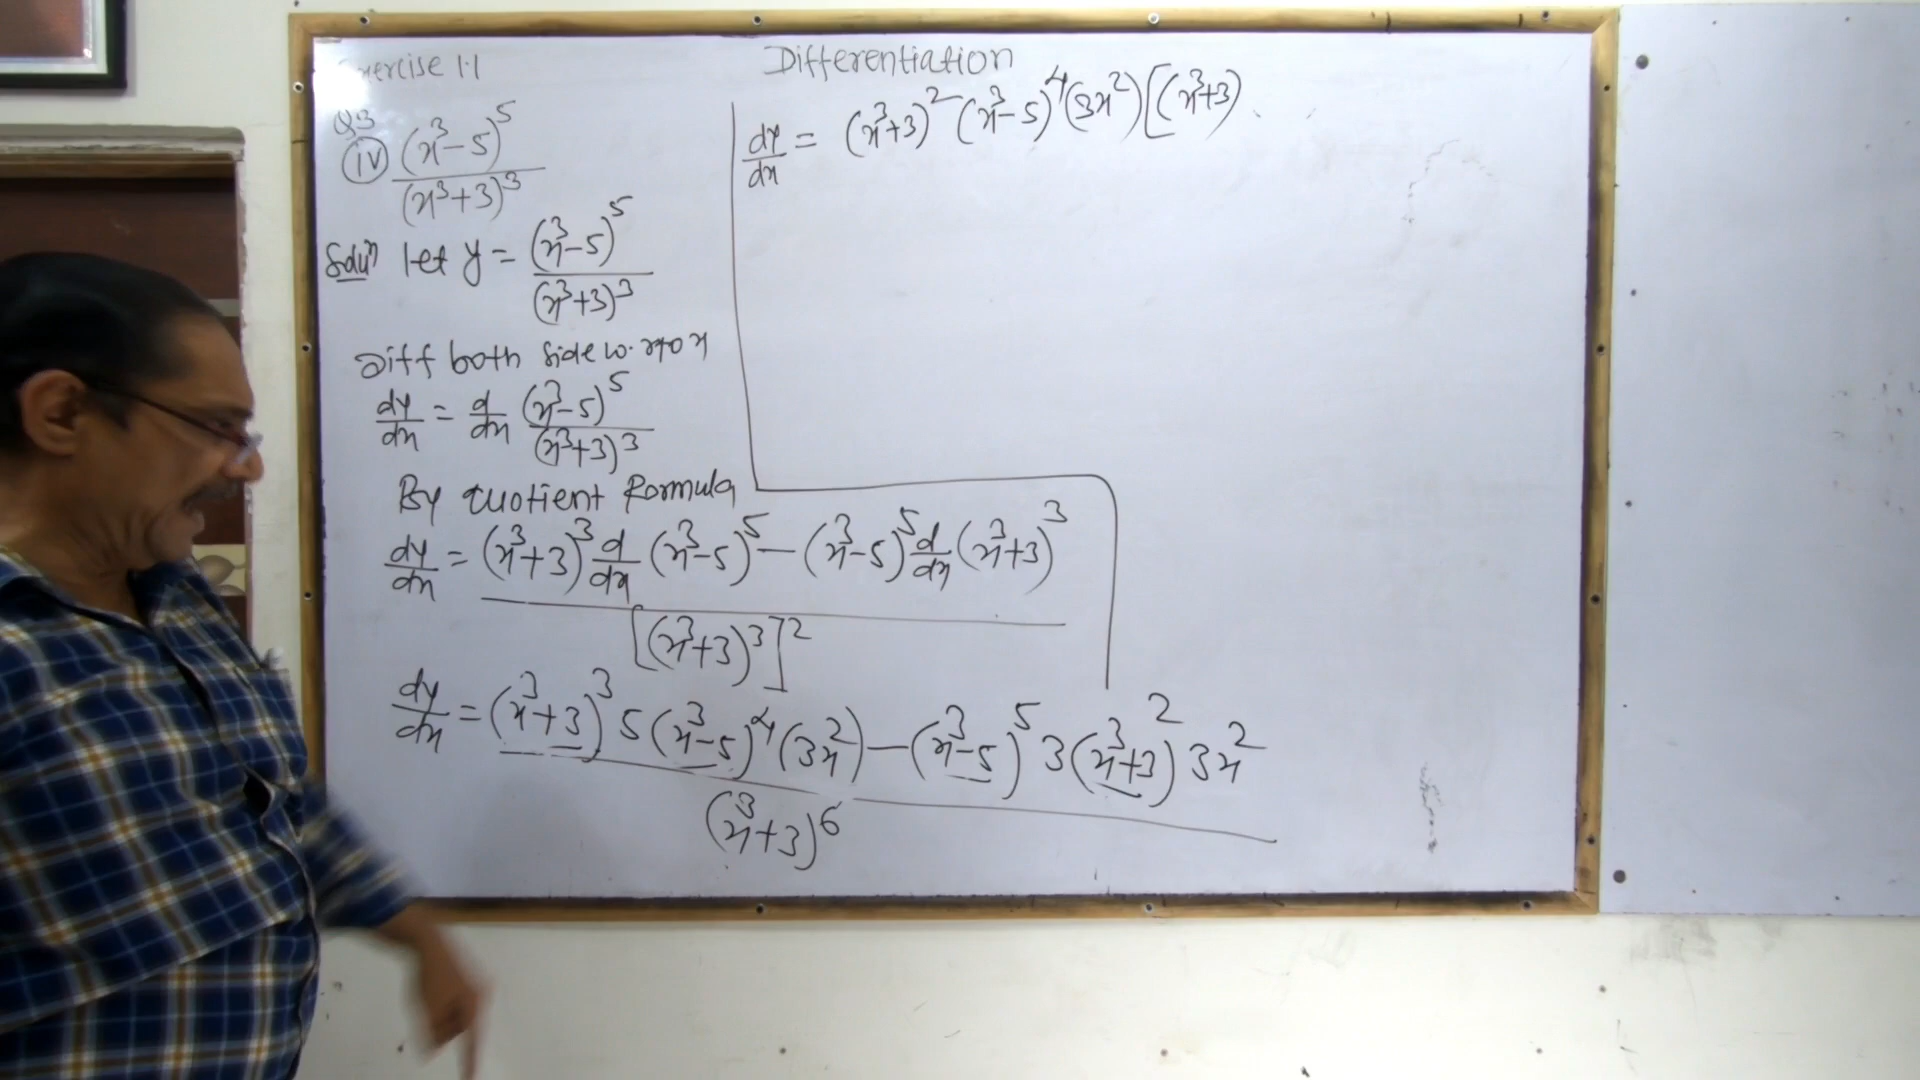 Exercise 1.1
Differentiation
Q3
(iv) (x³-5)⁵
(x³+3)³
Solun let y = (x³-5)⁵
(x³+3)³
Diff both side w.r to x
dy/dx = d/dx (x³-5)⁵
(x³+3)³
By Quotient Formula
dy/dx = (x³+3)³ d/dx (x³-5)⁵ - (x³-5)⁵ d/dx (x³+3)³
[(x³+3)³]²
dy/dx = (x³+3)³ 5(x³-5)⁴(3x²) - (x³-5)⁵ 3(x³+3)² 3x²
(x³+3)⁶
dy/dx = (x³+3)² (x³-5)⁴ (3x²) [(x³+3)